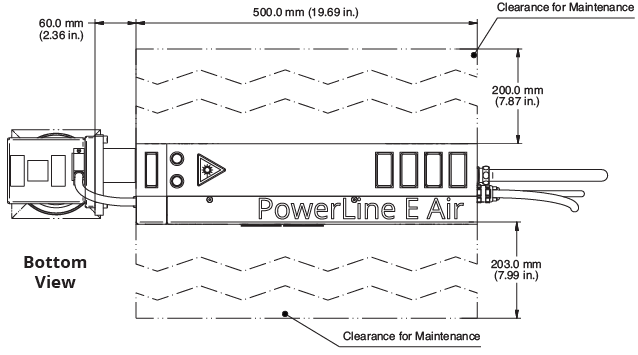 500.0 mm (19.69 in.)
Clearance for Maintenance
60.0 mm
(2.36 in.)
200.0 mm
(7.87 in.)
PowerLine E Air
Bottom
View
203.0 mm
(7.99 in.)
Clearance for Maintenance